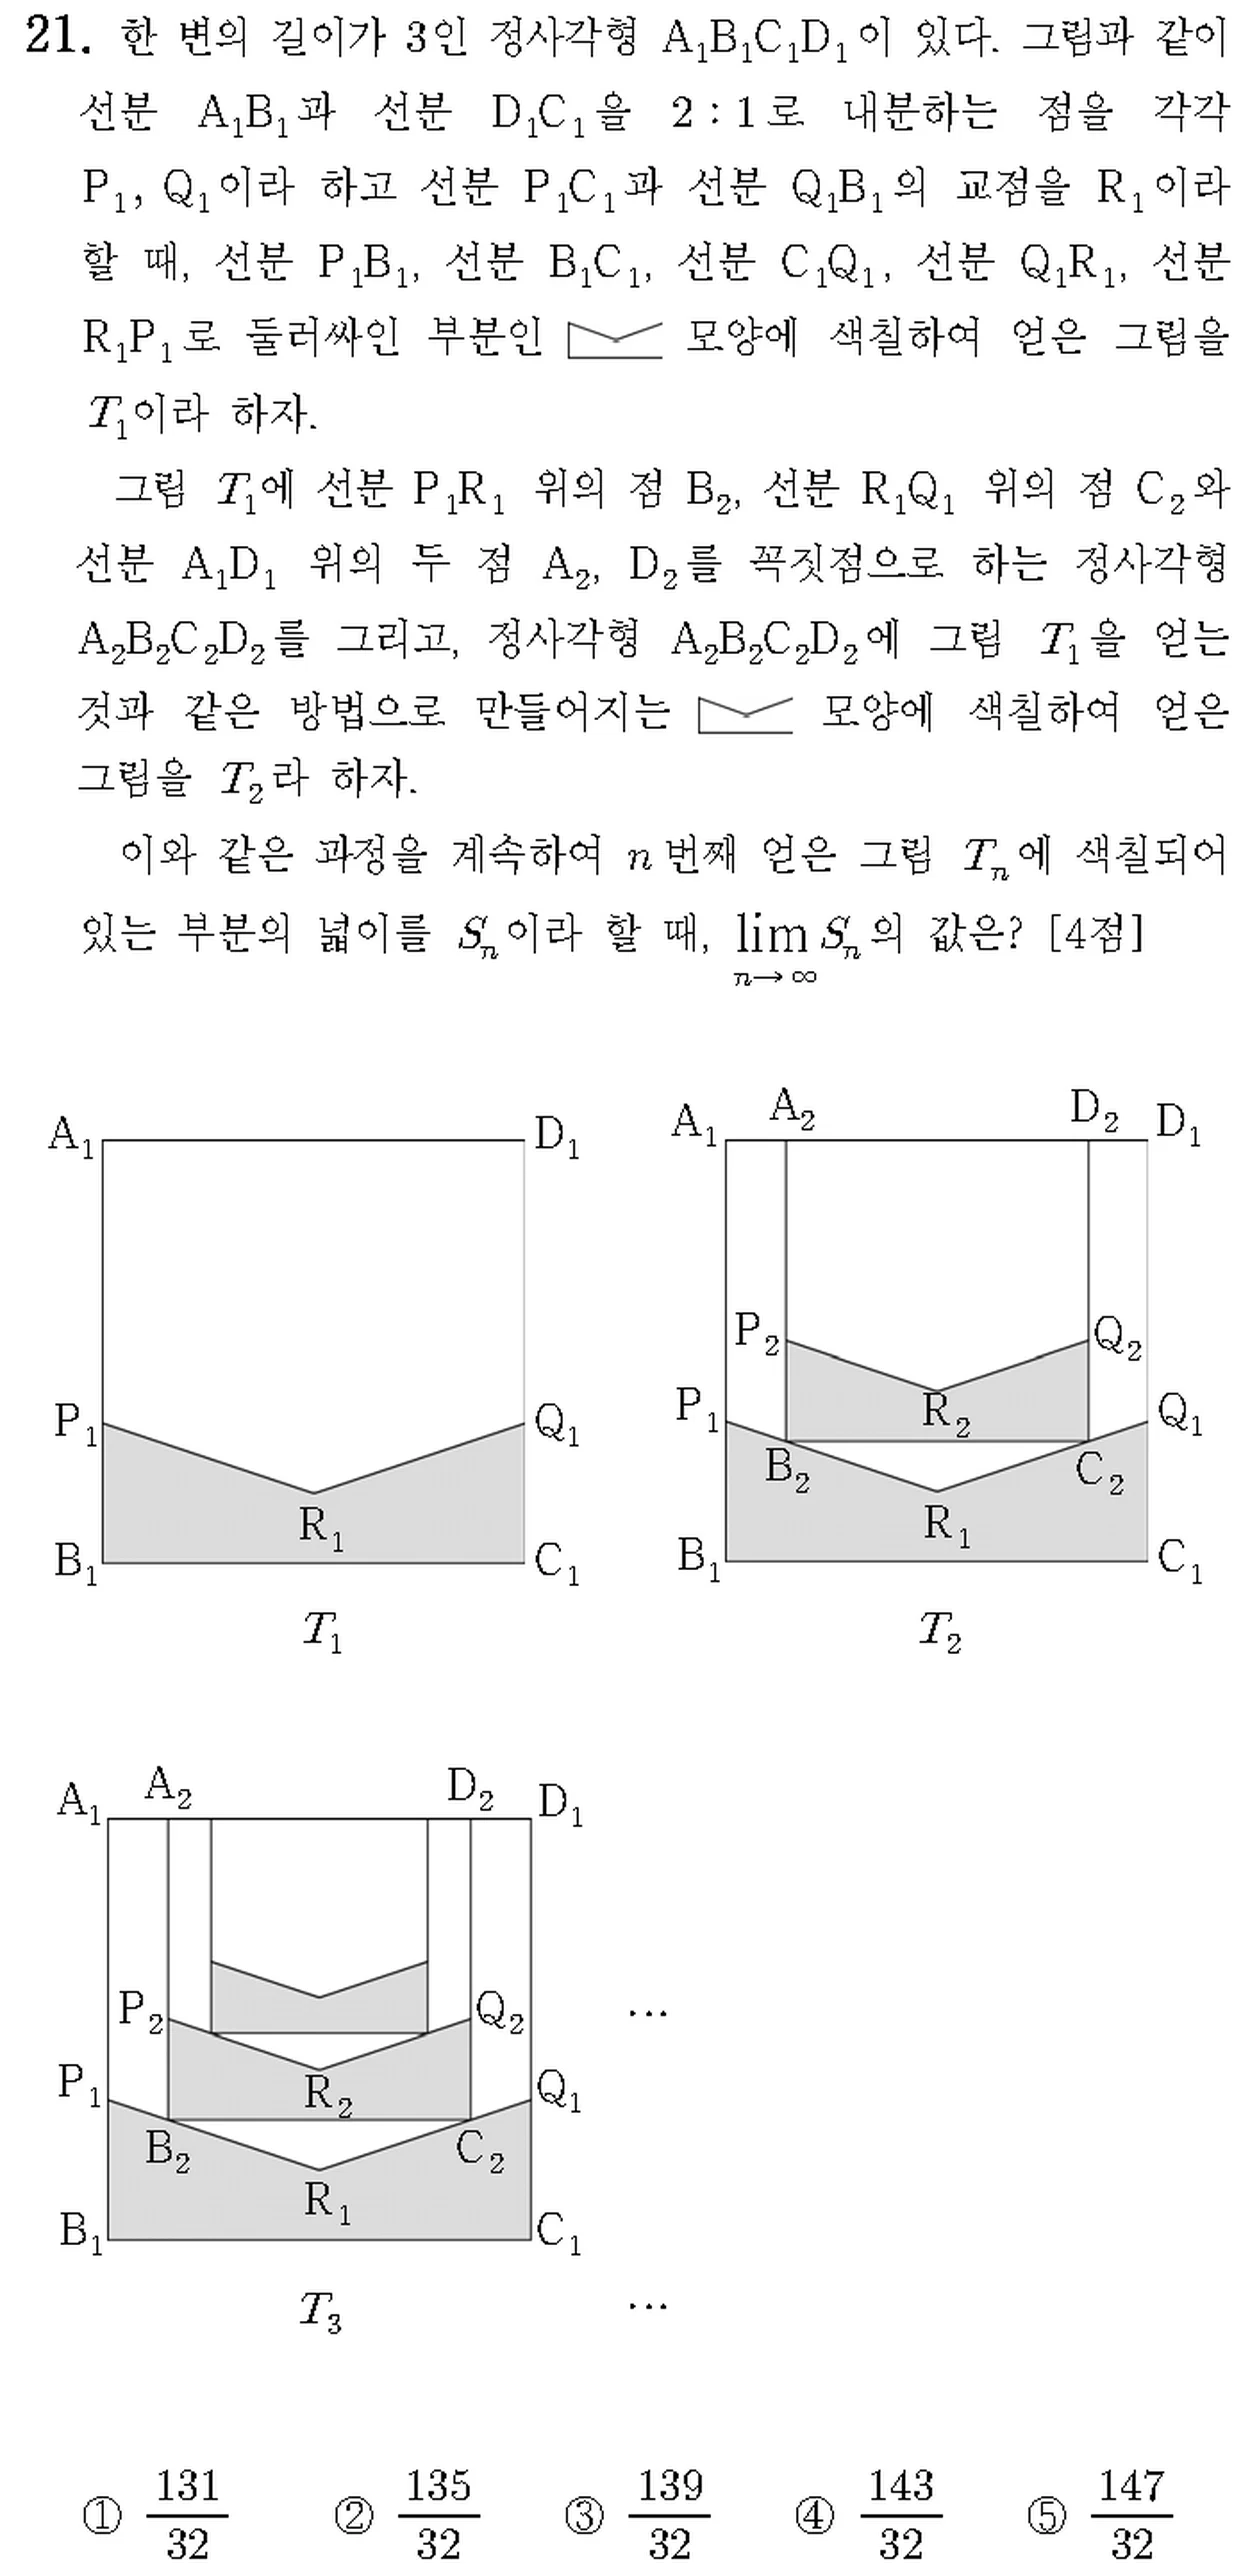 21. 한 변의 길이가 3인 정사각형 A₁B₁C₁D₁이 있다. 그림과 같이
선분 A₁B₁과 선분 D₁C₁을 2 : 1로 내분하는 점을 각각
P₁, Q₁이라 하고 선분 P₁C₁과 선분 Q₁B₁의 교점을 R₁이라
할 때, 선분 P₁B₁, 선분 B₁C₁, 선분 C₁Q₁, 선분 Q₁R₁, 선분
R₁P₁로 둘러싸인 부분인 모양에 색칠하여 얻은 그림을
T₁이라 하자.
그림 T₁에 선분 P₁R₁ 위의 점 B₂, 선분 R₁Q₁ 위의 점 C₂와
선분 A₁D₁ 위의 두 점 A₂, D₂를 꼭짓점으로 하는 정사각형
A₂B₂C₂D₂를 그리고, 정사각형 A₂B₂C₂D₂에 그림 T₁을 얻는
것과 같은 방법으로 만들어지는 모양에 색칠하여 얻은
그림을 T₂라 하자.
이와 같은 과정을 계속하여 n번째 얻은 그림 Tₙ에 색칠되어
있는 부분의 넓이를 Sₙ이라 할 때, lim Sₙ의 값은? [4점]
n→∞
A₁ D₁ A₁ A₂ D₂ D₁
P₂ Q₂
P₁ Q₁ P₁ R₂ Q₁
R₁ B₂ C₂
R₁
B₁ C₁ B₁ C₁
T₁ T₂
A₁ A₂ D₂ D₁
P₂ Q₂ ⋯
P₁ R₂ Q₁
B₂ C₂
R₁
B₁ C₁
T₃ ⋯
① 131/32 ② 135/32 ③ 139/32 ④ 143/32 ⑤ 147/32